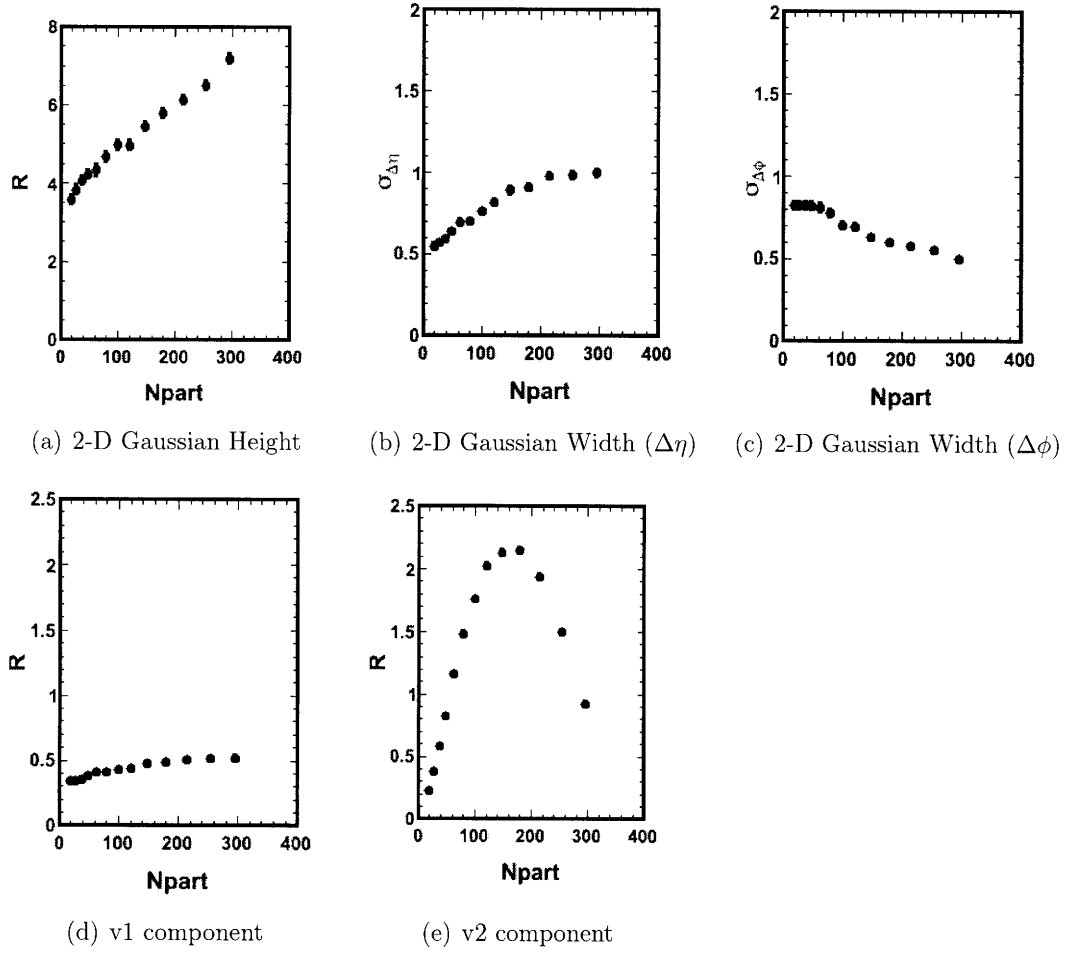 8
6
4
2
0
R
0 100 200 300 400
Npart
(a) 2-D Gaussian Height
2
1.5
1
0.5
0
σΔη
0 100 200 300 400
Npart
(b) 2-D Gaussian Width (Δη)
2
1.5
1
0.5
0
σΔϕ
0 100 200 300 400
Npart
(c) 2-D Gaussian Width (Δϕ)
2.5
2
1.5
1
0.5
0
R
0 100 200 300 400
Npart
(d) v1 component
2.5
2
1.5
1
0.5
0
R
0 100 200 300 400
Npart
(e) v2 component